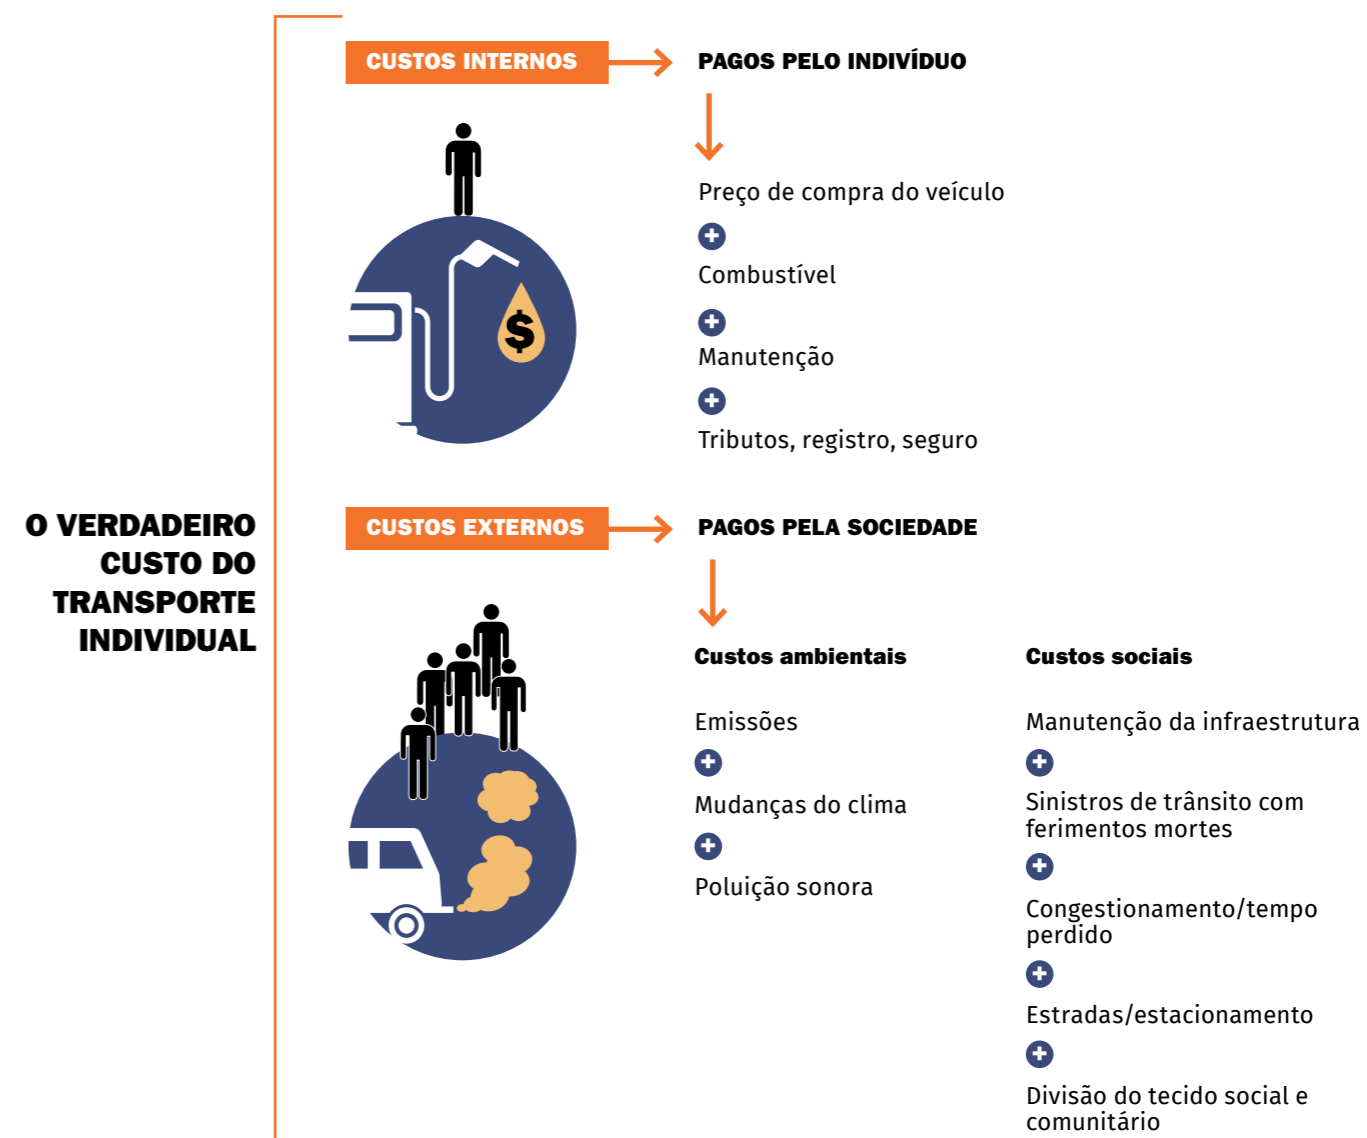 O VERDADEIRO
CUSTO DO
TRANSPORTE
INDIVIDUAL
CUSTOS INTERNOS
PAGOS PELO INDIVÍDUO
$
Preço de compra do veículo
+
Combustível
+
Manutenção
+
Tributos, registro, seguro
CUSTOS EXTERNOS
PAGOS PELA SOCIEDADE
Custos ambientais
Emissões
+
Mudanças do clima
+
Poluição sonora
Custos sociais
Manutenção da infraestrutura
+
Sinistros de trânsito com
ferimentos mortes
+
Congestionamento/tempo
perdido
+
Estradas/estacionamento
+
Divisão do tecido social e
comunitário